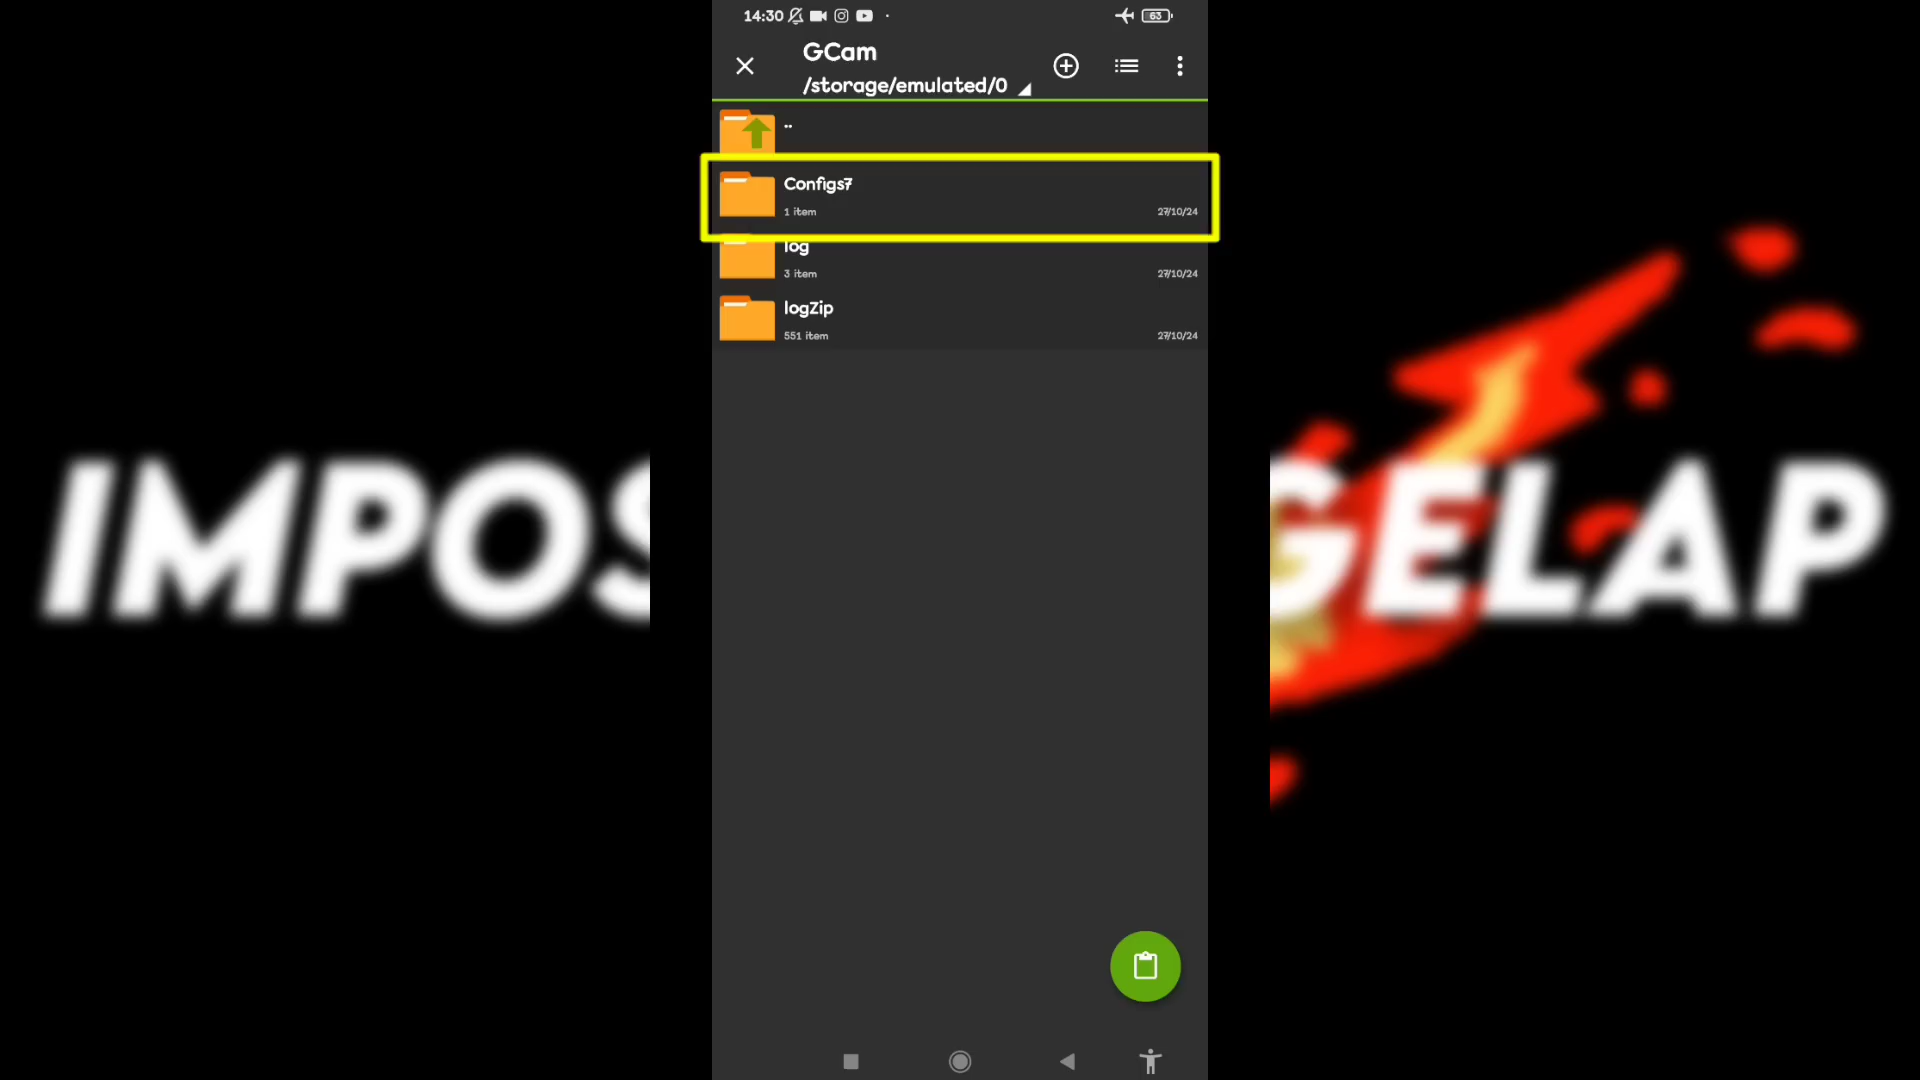 14:30
63
GCam
/storage/emulated/0
..
Configs7
1 item
27/10/24
log
3 item
27/10/24
logZip
551 item
27/10/24
IMPOS
GELAP